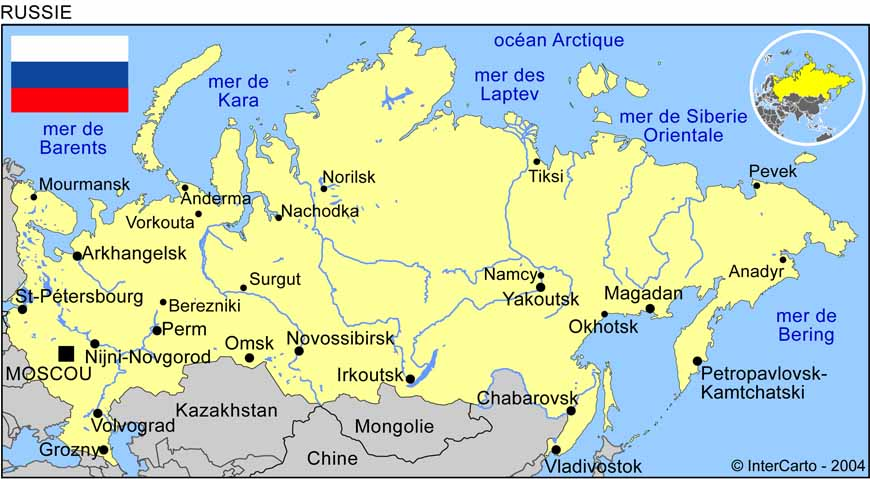 RUSSIE
océan Arctique
mer de
Kara
mer des
Laptev
mer de Siberie
Orientale
mer de
Barents
Mourmansk
Anderma
Vorkouta
Norilsk
Nachodka
Tiksi
Pevek
Arkhangelsk
Surgut
Namcy
Yakoutsk
Magadan
Anadyr
St-Pétersbourg
Berezniki
Perm
Okhotsk
mer de
Bering
MOSCOU
Nijni-Novgorod
Omsk
Novossibirsk
Irkoutsk
Petropavlovsk-
Kamtchatski
Chabarovsk
Kazakhstan
Mongolie
Chine
Volvograd
Grozny
Vladivostok
© InterCarto - 2004